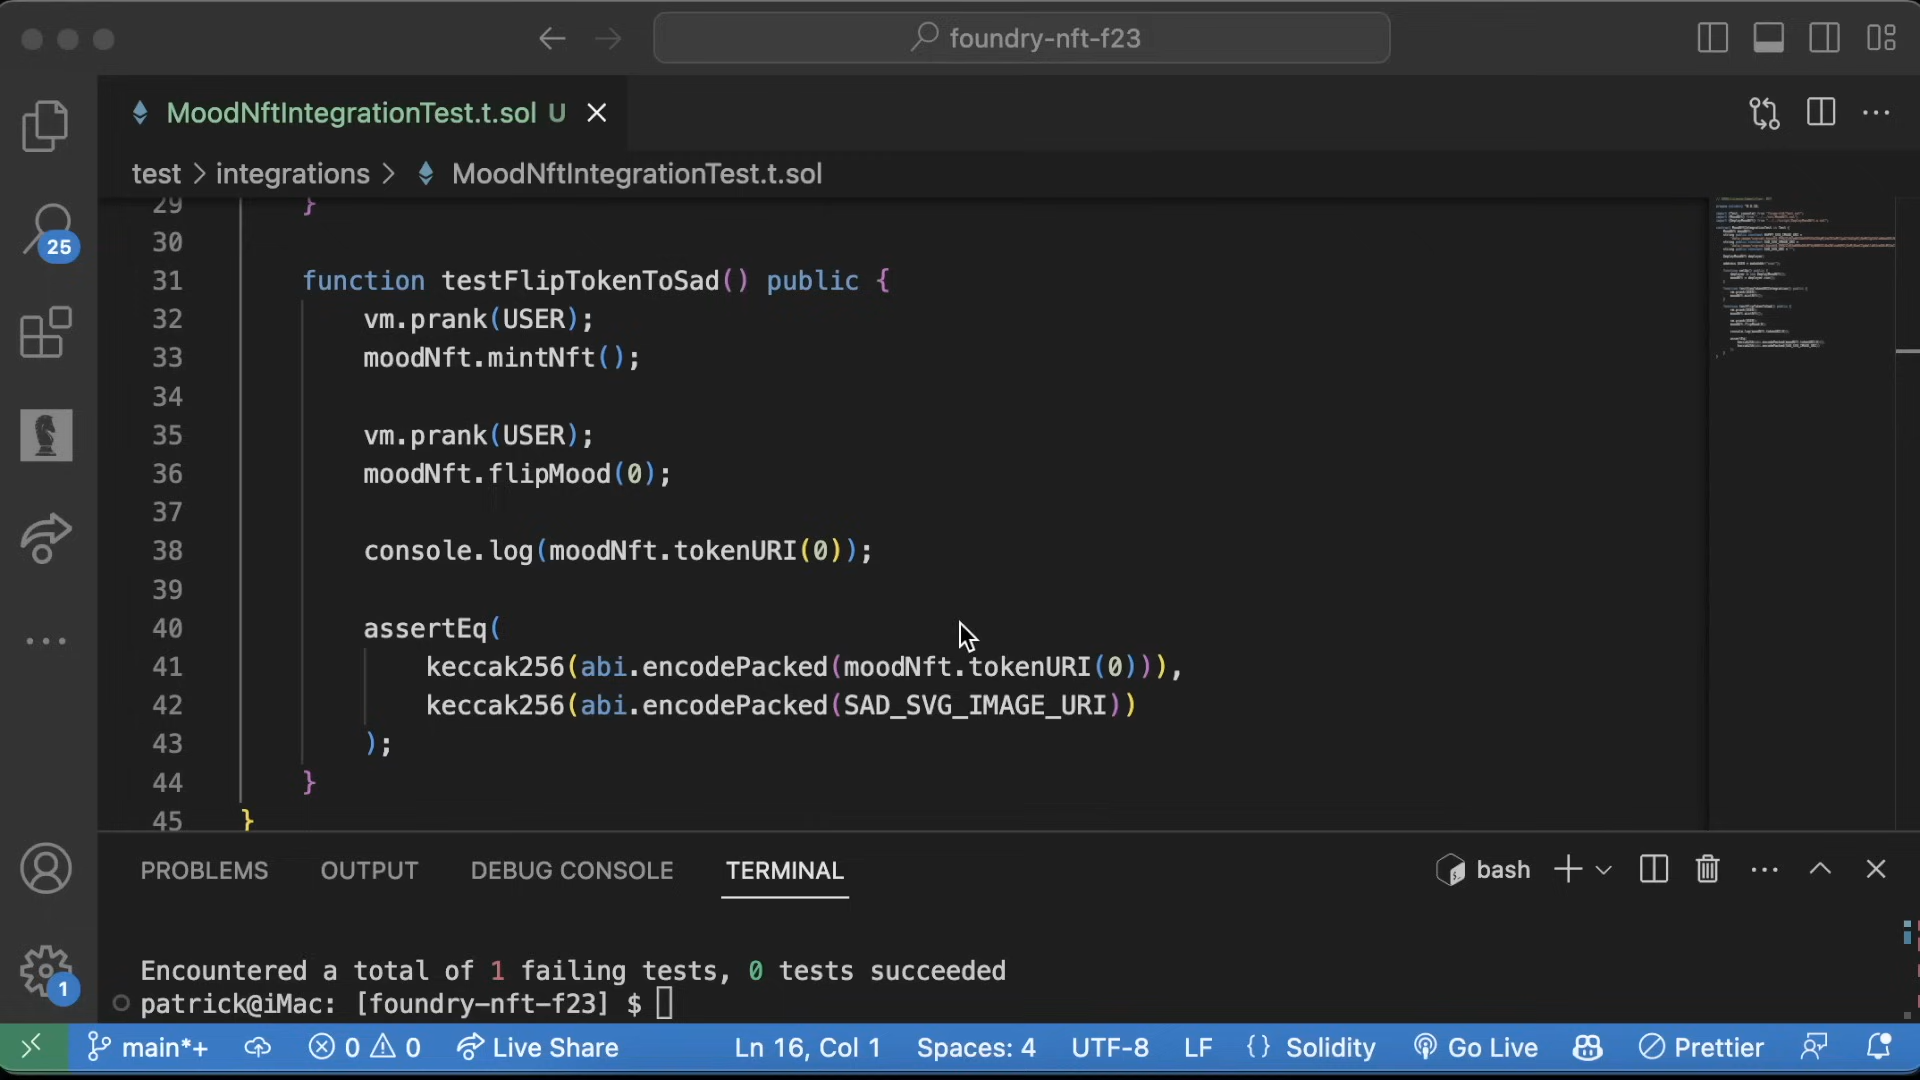 foundry-nft-f23
MoodNftIntegrationTest.t.sol U
test > integrations > MoodNftIntegrationTest.t.sol
25
29 }
30
31 function testFlipTokenToSad() public {
32 vm.prank(USER);
33 moodNft.mintNft();
34
35 vm.prank(USER);
36 moodNft.flipMood(0);
37
38 console.log(moodNft.tokenURI(0));
39
40 assertEq(
41 keccak256(abi.encodePacked(moodNft.tokenURI(0))),
42 keccak256(abi.encodePacked(SAD_SVG_IMAGE_URI))
43 );
44 }
45 }
PROBLEMS OUTPUT DEBUG CONSOLE TERMINAL bash
Encountered a total of 1 failing tests, 0 tests succeeded
patrick@iMac: [foundry-nft-f23] $
1
main*+ 0 0 Live Share Ln 16, Col 1 Spaces: 4 UTF-8 LF {} Solidity Go Live Prettier